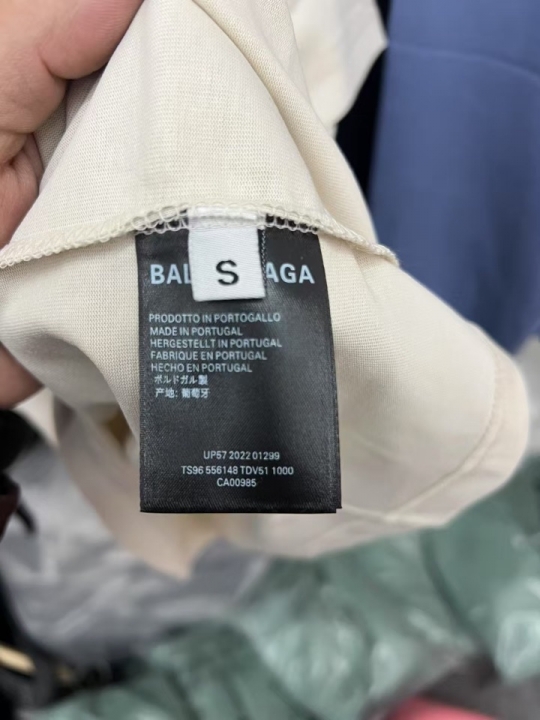 S
BAL AGA
PRODOTTO IN PORTOGALLO
MADE IN PORTUGAL
HERGESTELLT IN PORTUGAL
FABRIQUE EN PORTUGAL
HECHO EN PORTUGAL
ポルドガル製
产地: 葡萄牙
UP57 2022 01299
TS96 556148 TDV51 1000
CA00985